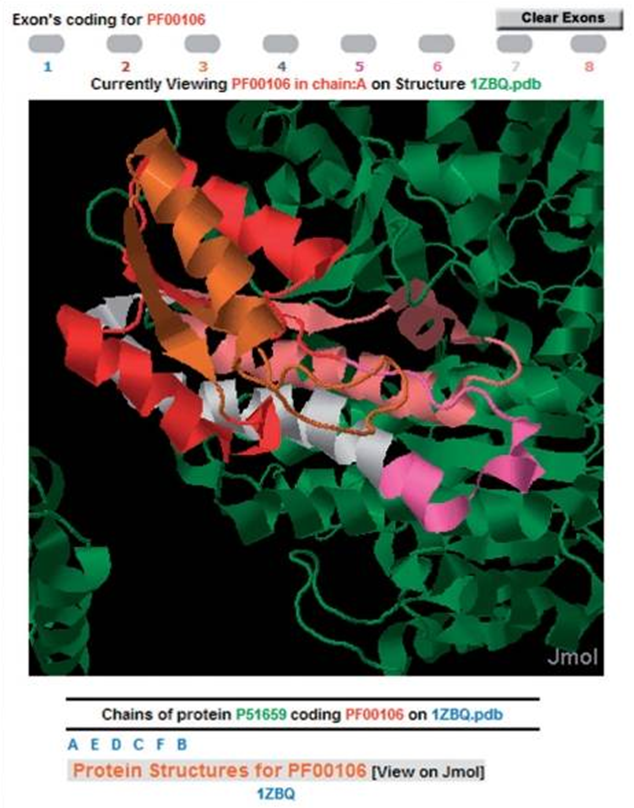 Exon's coding for PF00106
Clear Exons
1 2 3 4 5 6 7 8
Currently Viewing PF00106 in chain:A on Structure 1ZBQ.pdb
Jmol
Chains of protein P51659 coding PF00106 on 1ZBQ.pdb
A E D C F B
Protein Structures for PF00106 [View on Jmol]
1ZBQ